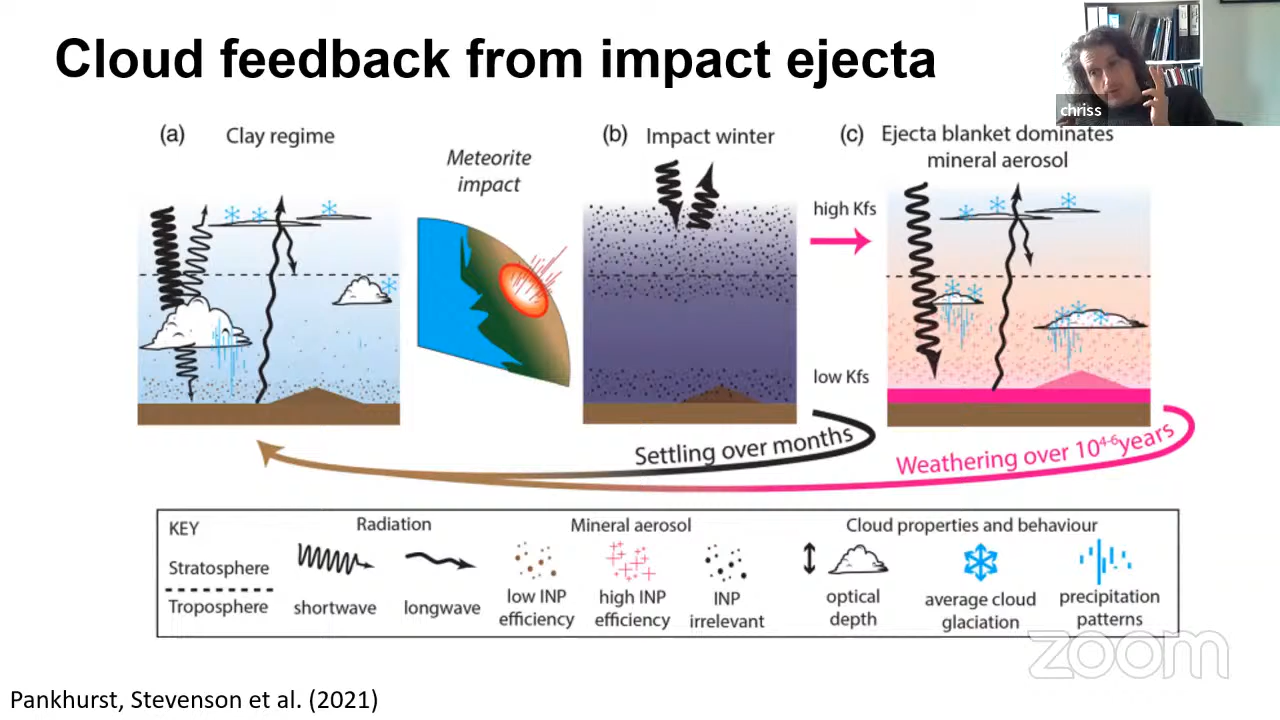 Cloud feedback from impact ejecta
chriss
(a) Clay regime
Meteorite
impact
(b) Impact winter
(c) Ejecta blanket dominates
mineral aerosol
high Kfs
low Kfs
Settling over months
Weathering over 10⁴⁻⁶years
KEY
Radiation
Mineral aerosol
Cloud properties and behaviour
Stratosphere
Troposphere
shortwave
longwave
low INP
efficiency
high INP
efficiency
INP
irrelevant
optical
depth
average cloud
glaciation
precipitation
patterns
zoom
Pankhurst, Stevenson et al. (2021)